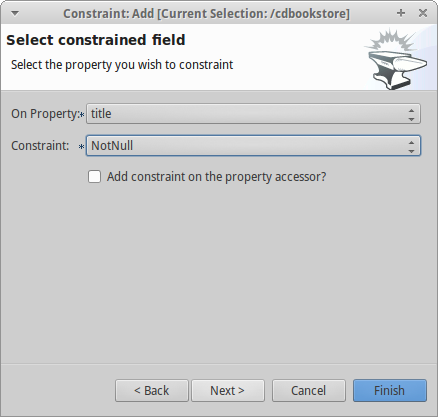 Constraint: Add [Current Selection: /cdbookstore]
Select constrained field
Select the property you wish to constraint
On Property:* title
Constraint: * NotNull
Add constraint on the property accessor?
< Back Next > Cancel Finish